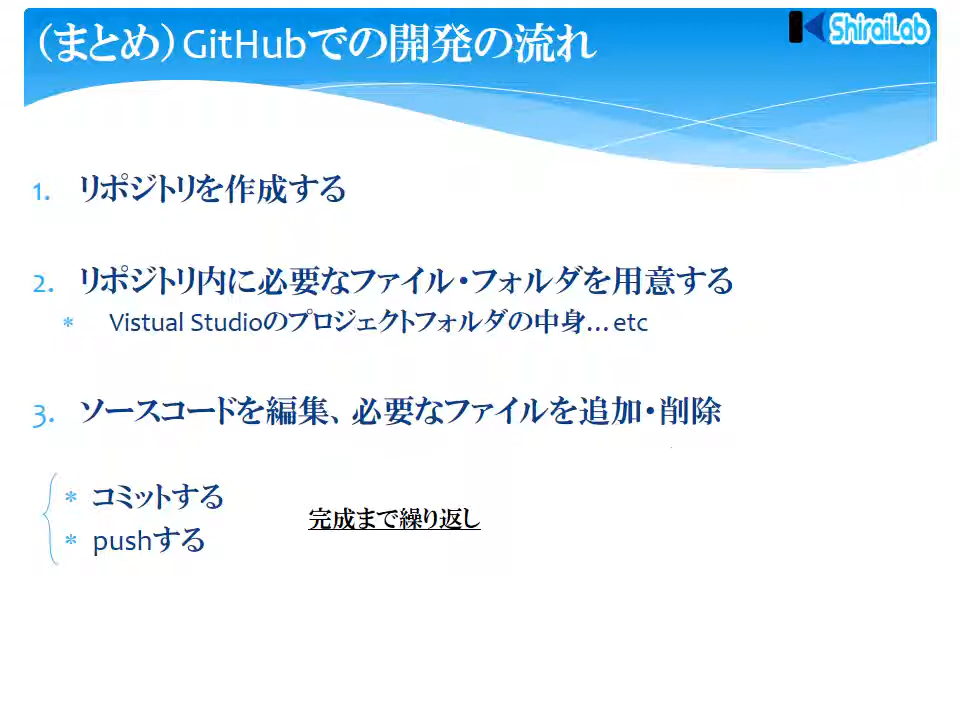 （まとめ）GitHubでの開発の流れ
ShiraiLab
1. リポジトリを作成する
2. リポジトリ内に必要なファイル・フォルダを用意する
* Vistual Studioのプロジェクトフォルダの中身…etc
3. ソースコードを編集、必要なファイルを追加・削除
* コミットする
完成まで繰り返し
* pushする